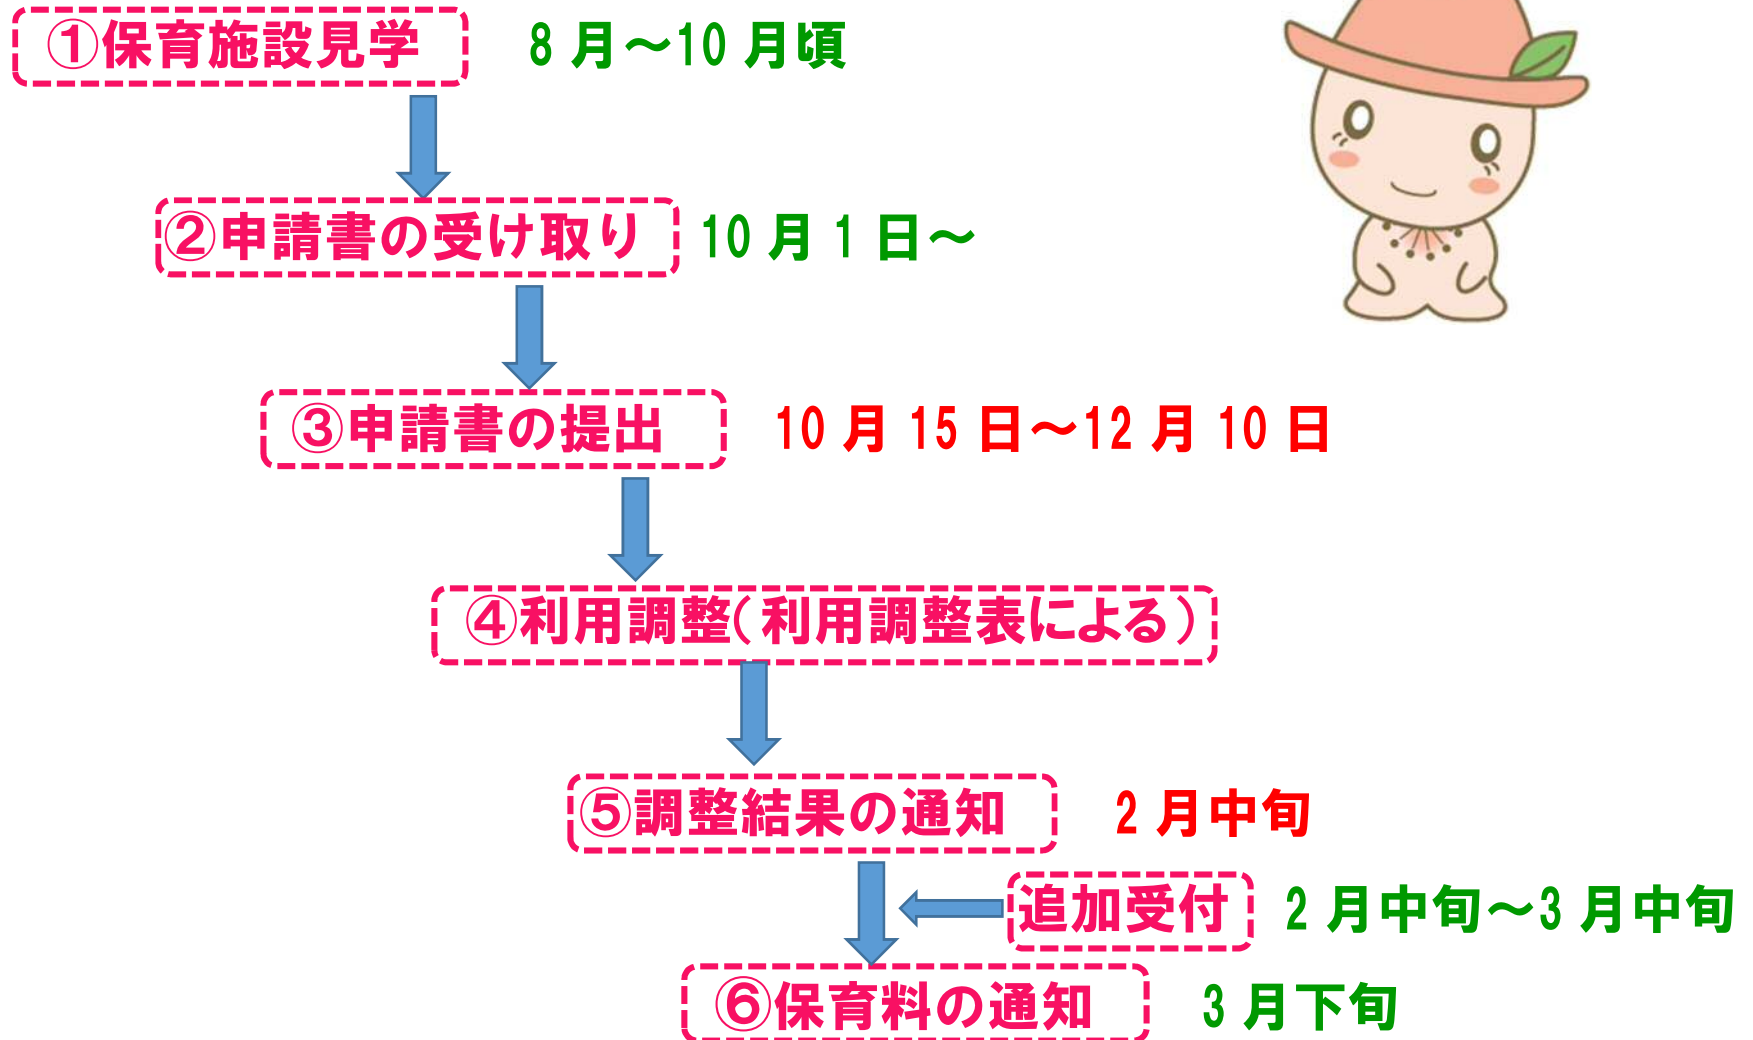 ①保育施設見学 8月～10月頃
②申請書の受け取り 10月1日～
③申請書の提出 10月15日～12月10日
④利用調整(利用調整表による)
⑤調整結果の通知 2月中旬
追加受付 2月中旬～3月中旬
⑥保育料の通知 3月下旬